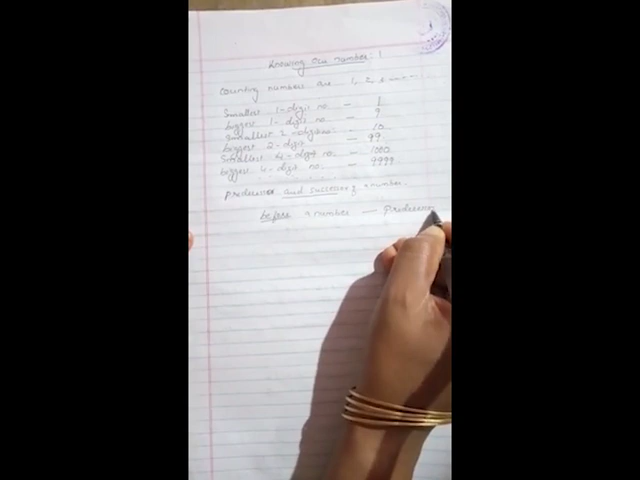 Knowing our number: 1
Counting numbers are 1, 2, 3
Smallest 1-digit no. — 1
biggest 1-digit no — 9
Smallest 2-digit no. — 10
biggest 2-digit — 99
Smallest 4-digit no. — 1000
biggest 4-digit no. — 9999
Predecessor and successor of a number.
before a number — Predecessor